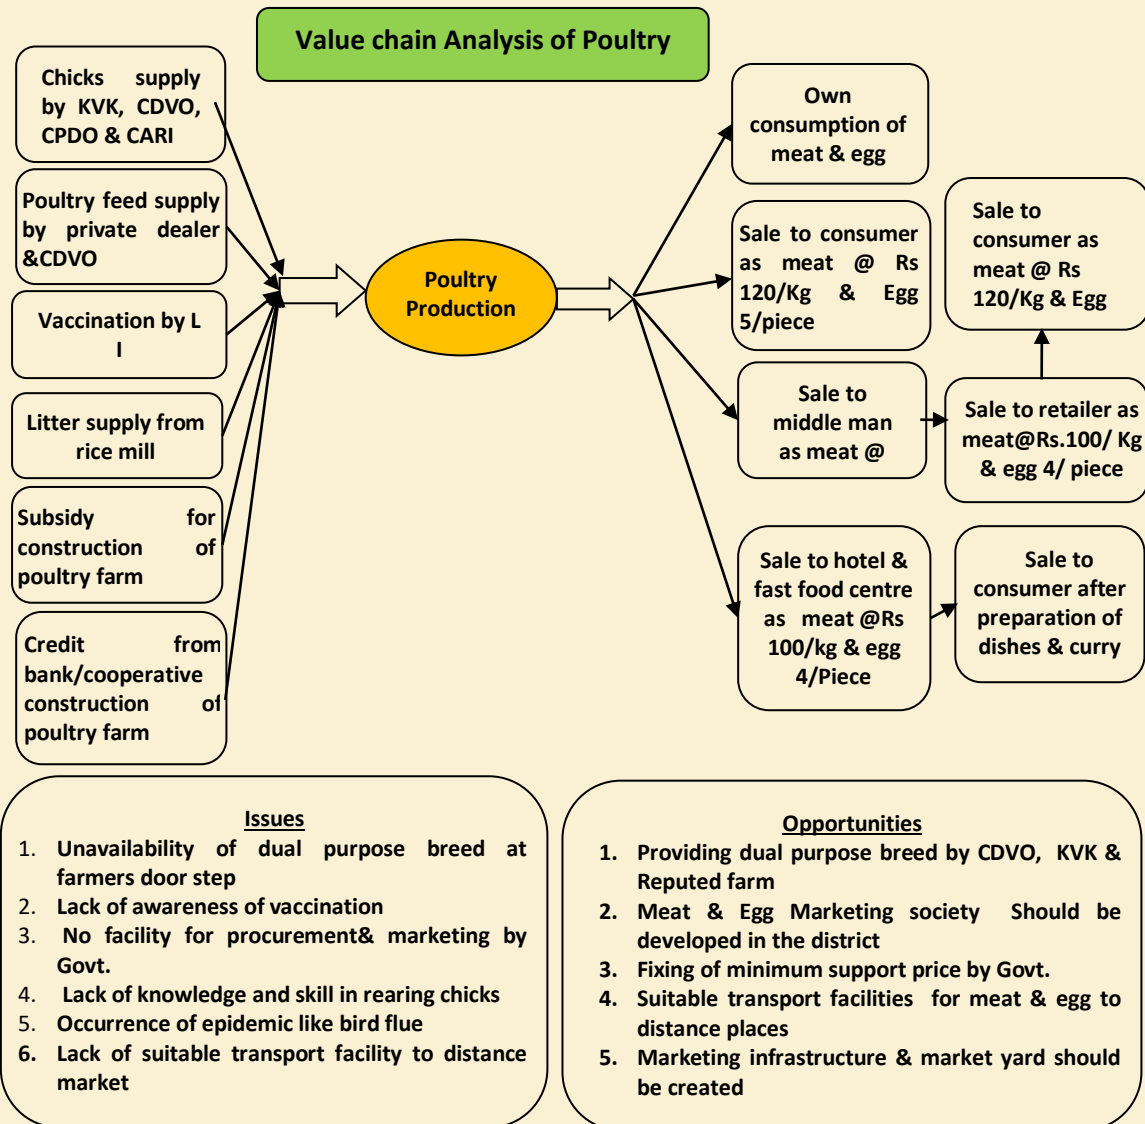 Value chain Analysis of Poultry
Chicks supply
by KVK, CDVO,
CPDO & CARI
Poultry feed supply
by private dealer
&CDVO
Vaccination by L
I
Litter supply from
rice mill
Subsidy for
construction of
poultry farm
Credit from
bank/cooperative
construction of
poultry farm
Poultry
Production
Own
consumption of
meat & egg
Sale to consumer
as meat @ Rs
120/Kg & Egg
5/piece
Sale to
middle man
as meat @
Sale to hotel &
fast food centre
as meat @Rs
100/kg & egg
4/Piece
Sale to
consumer as
meat @ Rs
120/Kg & Egg
Sale to retailer as
meat@Rs.100/ Kg
& egg 4/ piece
Sale to
consumer after
preparation of
dishes & curry
Issues
1. Unavailability of dual purpose breed at
farmers door step
2. Lack of awareness of vaccination
3. No facility for procurement& marketing by
Govt.
4. Lack of knowledge and skill in rearing chicks
5. Occurrence of epidemic like bird flue
6. Lack of suitable transport facility to distance
market
Opportunities
1. Providing dual purpose breed by CDVO, KVK &
Reputed farm
2. Meat & Egg Marketing society Should be
developed in the district
3. Fixing of minimum support price by Govt.
4. Suitable transport facilities for meat & egg to
distance places
5. Marketing infrastructure & market yard should
be created